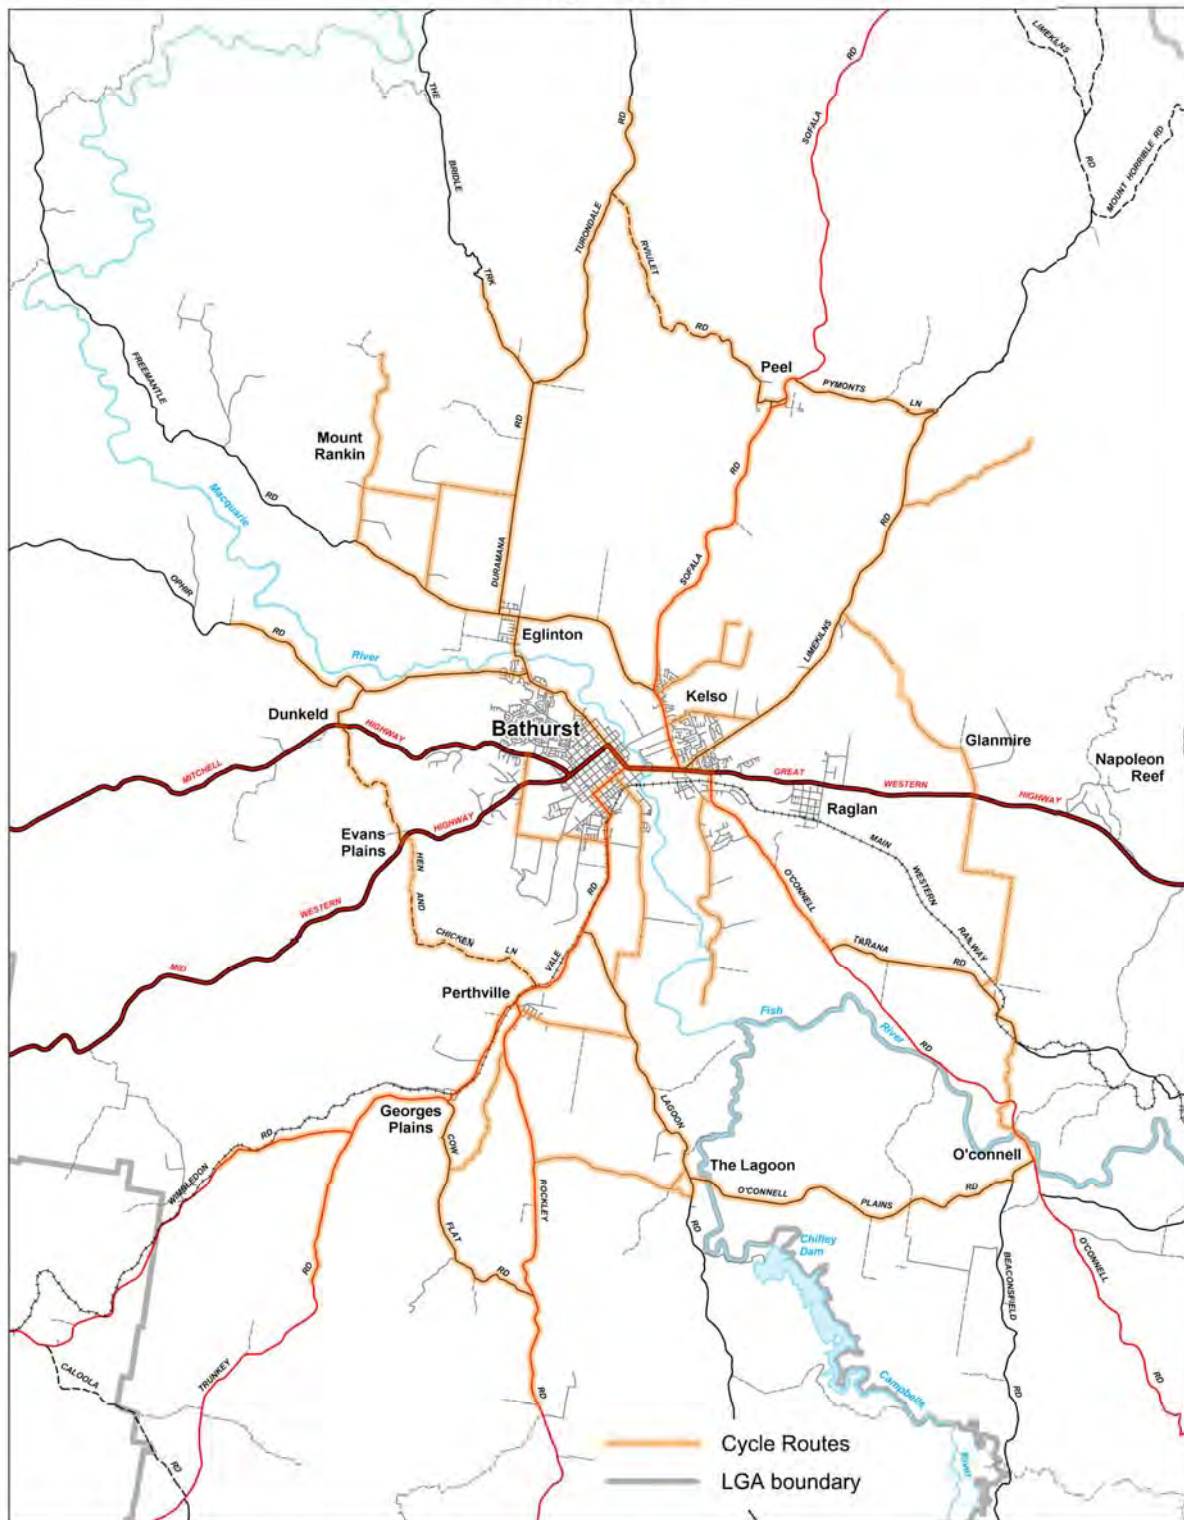 LIMEKILNS
RD
SOFALA
THE
RD
BRIDLE
RD
MOUNT HORRIBLE RD
TURONDALE
RVIULET
TRK
RD
FREEMANTLE
Peel
PYMONTS
LN
RD
Mount
Rankin
RD
RD
Macquarie
RD
SOFALA
DURAMANA
OPHIR
RD
Eglinton
LIMEKILNS
River
Kelso
Dunkeld
HIGHWAY
Bathurst
Glanmire
MITCHELL
GREAT
WESTERN
HIGHWAY
Napoleon
Reef
Raglan
HIGHWAY
Evans
Plains
MAIN
HEN
AND
WESTERN
O'CONNELL
RD
WESTERN
CHICKEN
LN
TARANA
RD
RAILWAY
VALE
MID
Perthville
Fish
River
RD
Georges
Plains
LAGOON
RD
COW
O'connell
WIMBLEDON
The Lagoon
O'CONNELL
PLAINS
RD
ROCKLEY
FLAT
RD
Chifley
Dam
O'CONNELL
RD
RD
BEACONSFIELD
TRUNKEY
CALOOLA
RD
Campbells
RD
RD
RD
Cycle Routes
River
LGA boundary